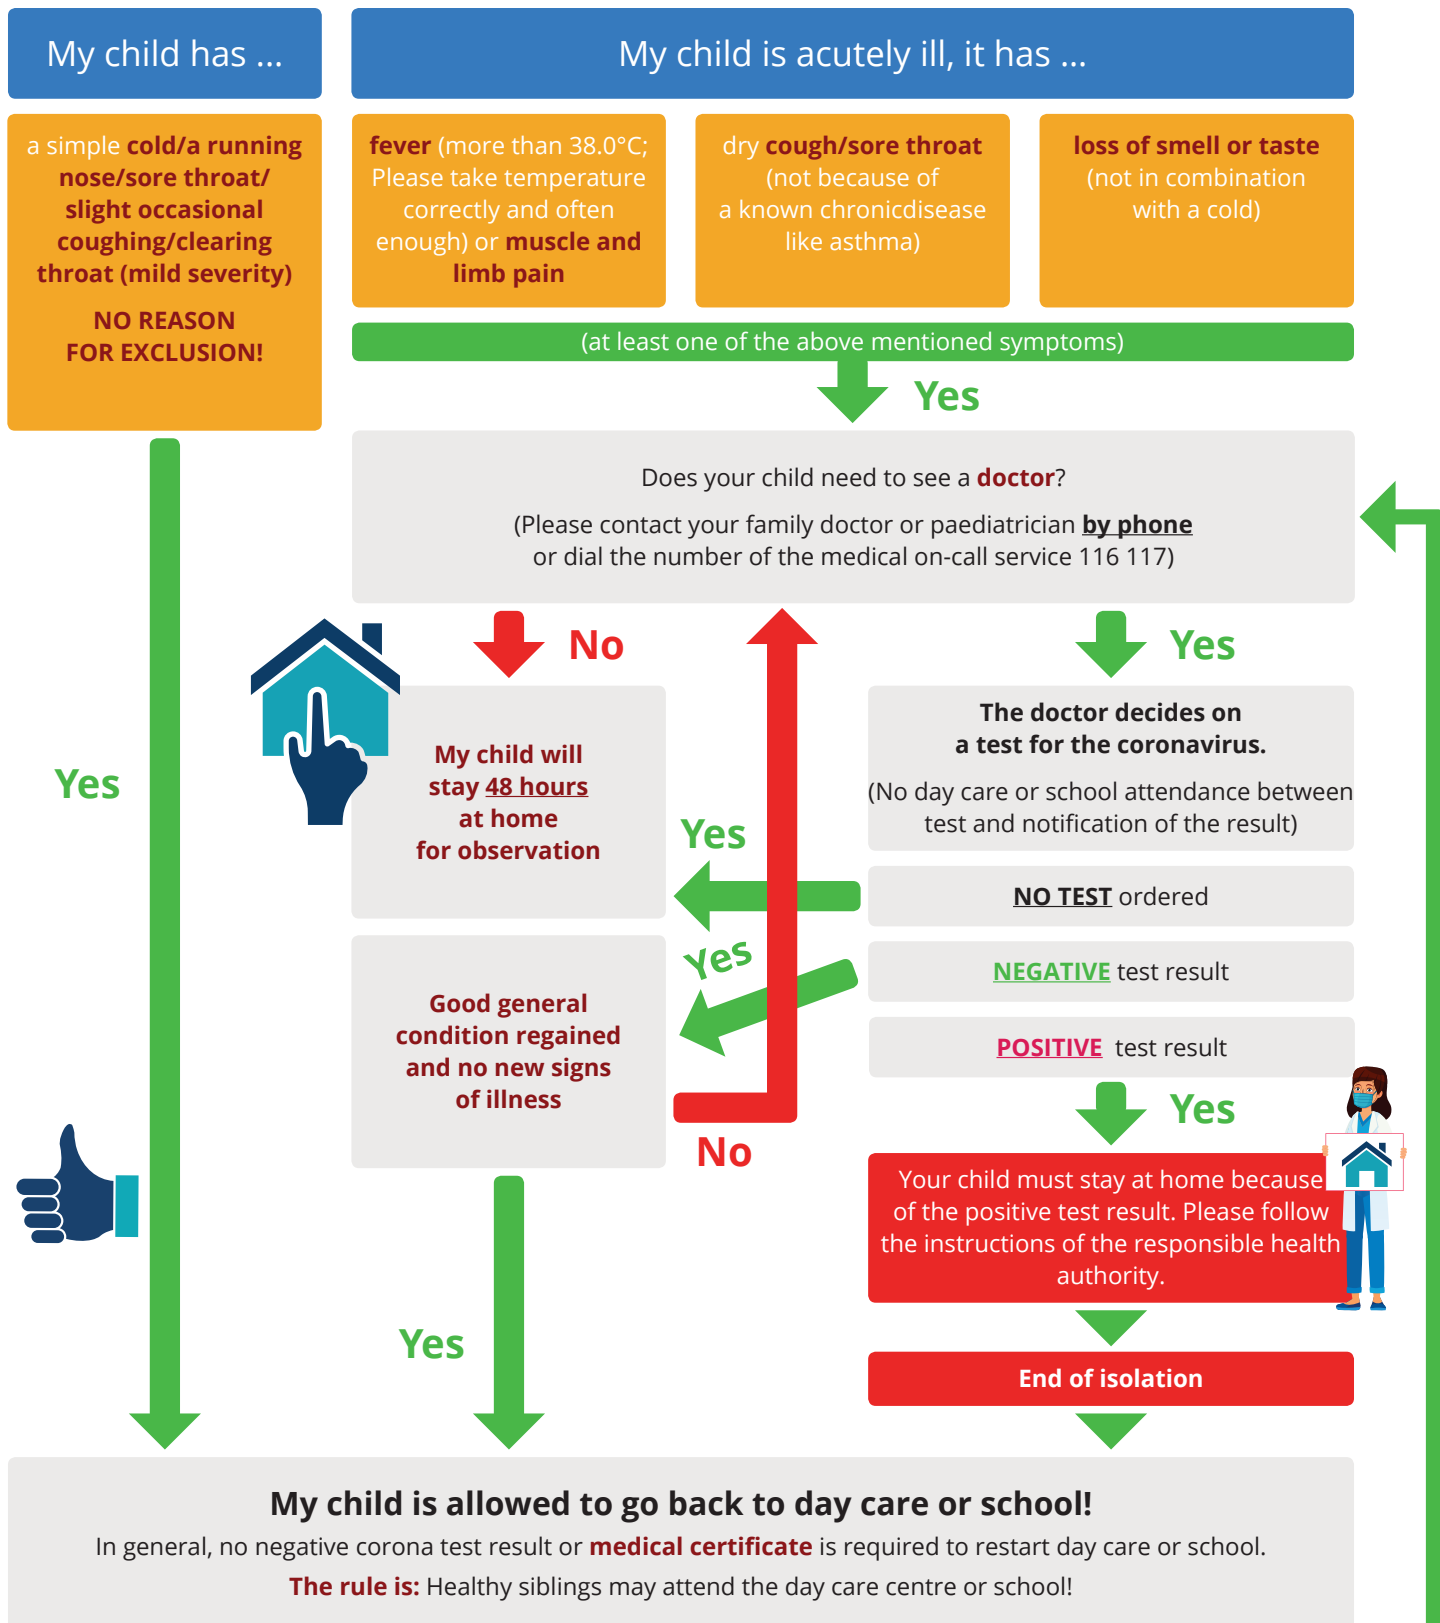 My child has ...
My child is acutely ill, it has ...
a simple cold/a running
nose/sore throat/
slight occasional
coughing/clearing
throat (mild severity)
NO REASON
FOR EXCLUSION!
fever (more than 38.0°C;
Please take temperature
correctly and often
enough) or muscle and
limb pain
dry cough/sore throat
(not because of
a known chronicdisease
like asthma)
loss of smell or taste
(not in combination
with a cold)
(at least one of the above mentioned symptoms)
Yes
Does your child need to see a doctor?
(Please contact your family doctor or paediatrician by phone
or dial the number of the medical on-call service 116 117)
No
Yes
My child will
stay 48 hours
at home
for observation
The doctor decides on
a test for the coronavirus.
(No day care or school attendance between
test and notification of the result)
Yes
Yes
NO TEST ordered
Yes
NEGATIVE test result
Good general
condition regained
and no new signs
of illness
POSITIVE test result
Yes
No
Your child must stay at home because
of the positive test result. Please follow
the instructions of the responsible health
authority.
Yes
End of isolation
My child is allowed to go back to day care or school!
In general, no negative corona test result or medical certificate is required to restart day care or school.
The rule is: Healthy siblings may attend the day care centre or school!